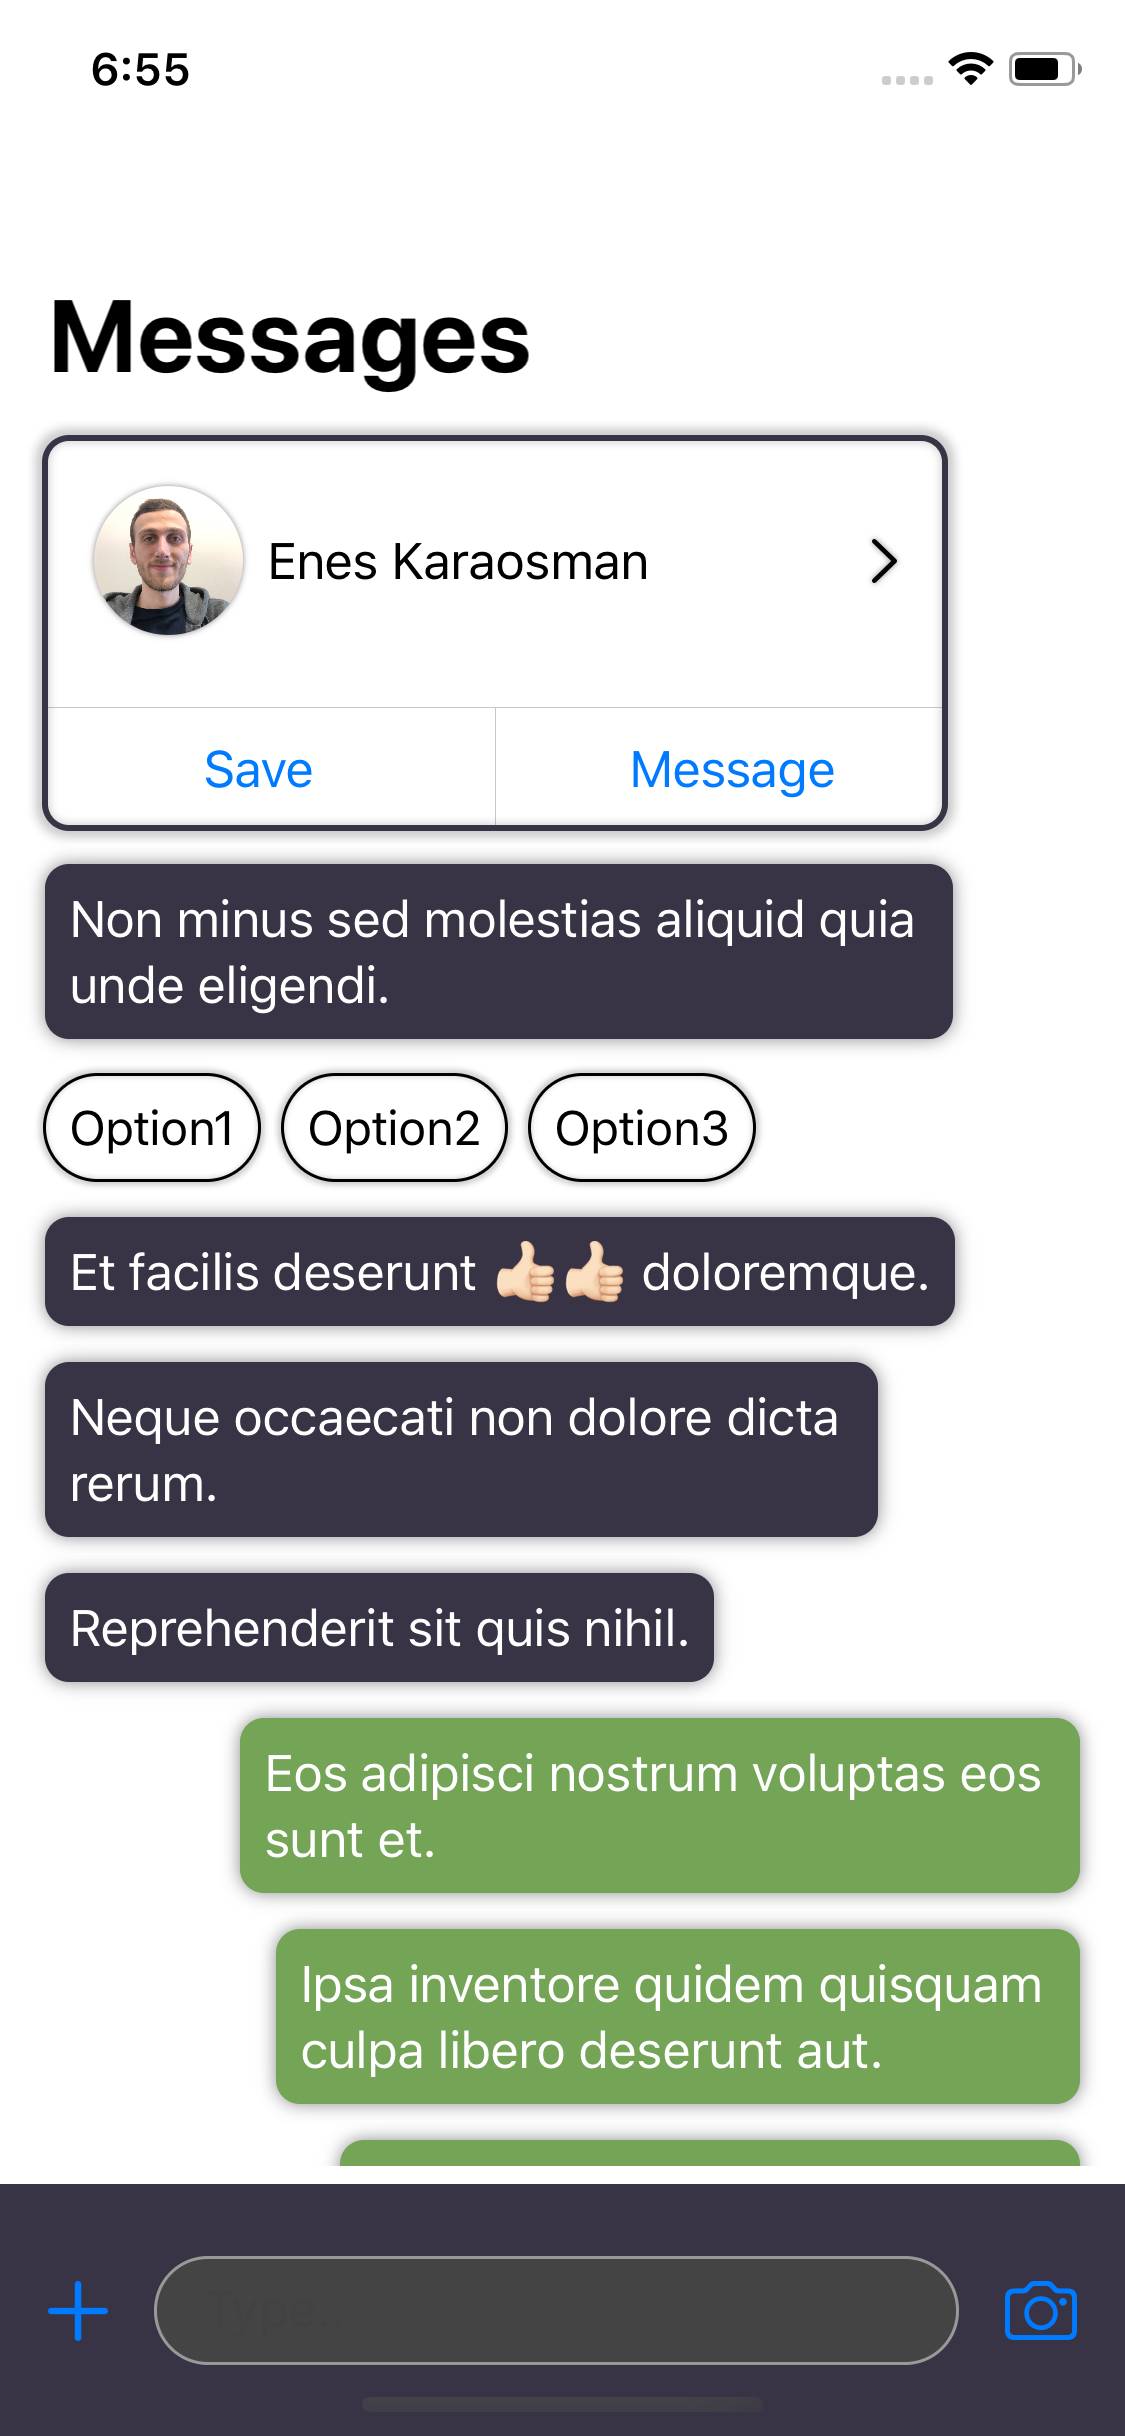 6:55
Messages
Enes Karaosman
Save Message
Non minus sed molestias aliquid quia
unde eligendi.
Option1 Option2 Option3
Et facilis deserunt 👍🏻👍🏻 doloremque.
Neque occaecati non dolore dicta
rerum.
Reprehenderit sit quis nihil.
Eos adipisci nostrum voluptas eos
sunt et.
Ipsa inventore quidem quisquam
culpa libero deserunt aut.
Type